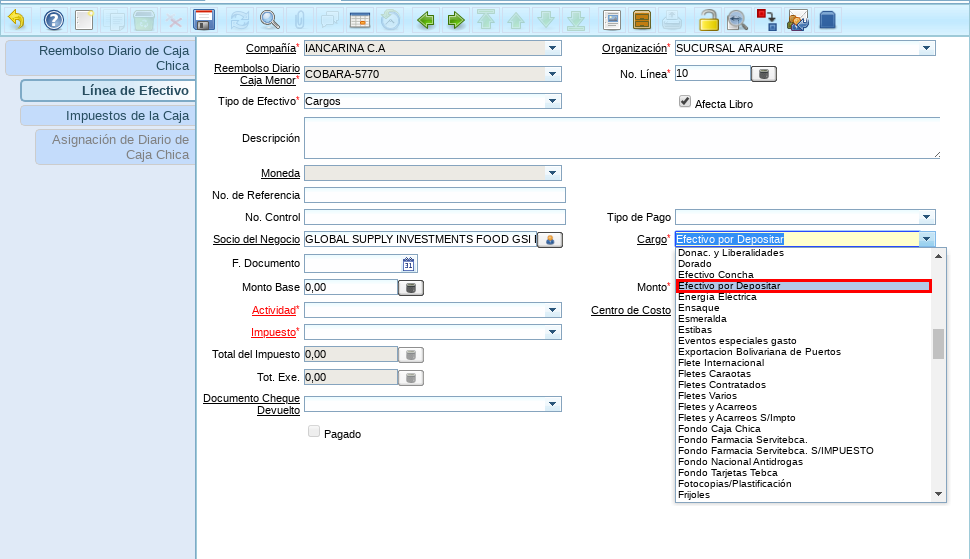 Reembolso Diario de Caja
Chica
Línea de Efectivo
Impuestos de la Caja
Asignación de Diario de
Caja Chica
Compañía* IANCARINA C.A
Organización* SUCURSAL ARAURE
Reembolso Diario
Caja Menor* COBARA-5770
No. Línea* 10
Tipo de Efectivo* Cargos
Afecta Libro
Descripción
Moneda
No. de Referencia
No. Control
Tipo de Pago
Socio del Negocio GLOBAL SUPPLY INVESTMENTS FOOD GSI
Cargo* Efectivo por Depositar
F. Documento 31
Monto Base 0,00
Monto*
Actividad*
Centro de Costo
Impuesto*
Total del Impuesto 0,00
Tot. Exe. 0,00
Documento Cheque
Devuelto
Pagado
Donac. y Liberalidades
Dorado
Efectivo Concha
Efectivo por Depositar
Energía Eléctrica
Ensaque
Esmeralda
Estibas
Eventos especiales gasto
Exportacion Bolivariana de Puertos
Flete Internacional
Fletes Caraotas
Fletes Contratados
Fletes Varios
Fletes y Acarreos
Fletes y Acarreos S/Impto
Fondo Caja Chica
Fondo Farmacia Servitebca.
Fondo Farmacia Servitebca. S/IMPUESTO
Fondo Nacional Antidrogas
Fondo Tarjetas Tebca
Fotocopias/Plastificación
Frijoles